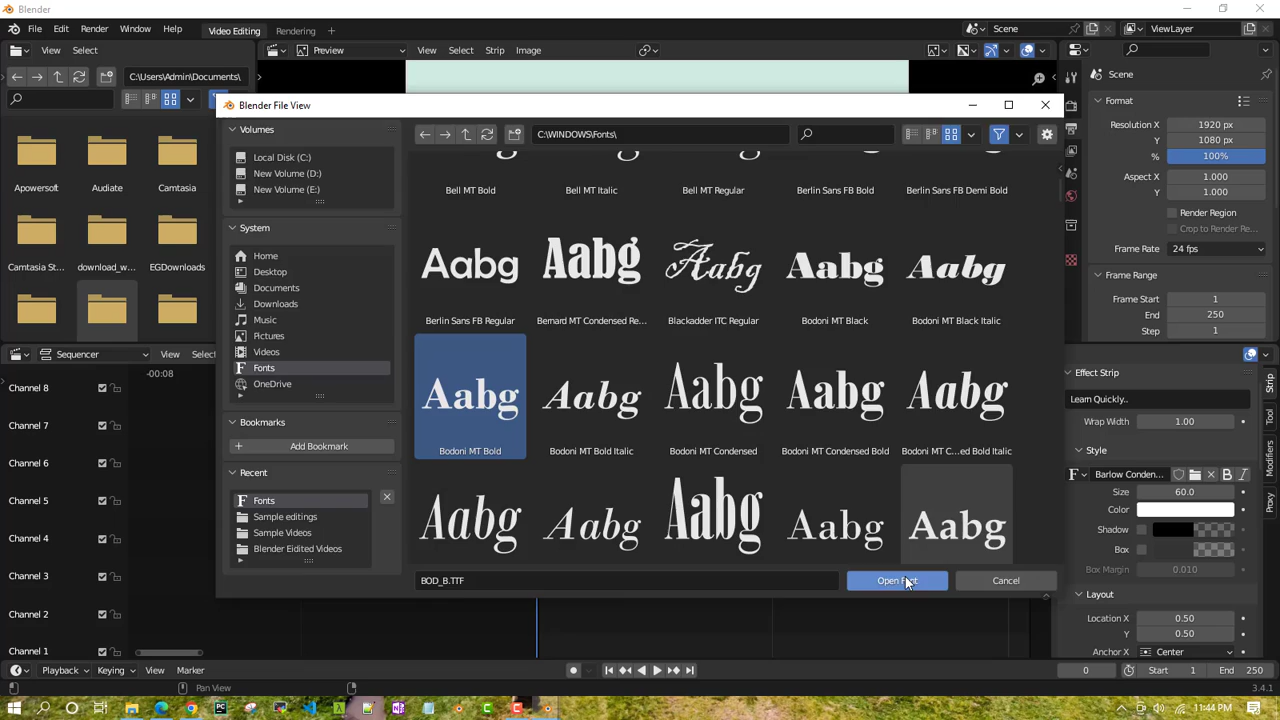 Blender
File Edit Render Window Help Video Editing Rendering + Scene ViewLayer
View Select Preview View Select Strip Image
C:\Users\Admin\Documents\
Scene
Blender File View
Format
Resolution X 1920 px
Y 1080 px
% 100%
Aspect X 1.000
Y 1.000
Render Region
Crop to Render Re...
Frame Rate 24 fps
Frame Range
Frame Start 1
End 250
Step 1
Apowersoft Audiate Camtasia
Camtasia St... download_w... EGDownloads
Volumes
Local Disk (C:)
New Volume (D:)
New Volume (E:)
System
Home
Desktop
Documents
Downloads
Music
Pictures
Videos
Fonts
OneDrive
Bookmarks
+ Add Bookmark
Recent
Fonts
Sample editings
Sample Videos
Blender Edited Videos
C:\WINDOWS\Fonts\
Bell MT Bold Bell MT Italic Bell MT Regular Berlin Sans FB Bold Berlin Sans FB Demi Bold
Aabg Aabg Aabg Aabg Aabg
Berlin Sans FB Regular Bernard MT Condensed Re... Blackadder ITC Regular Bodoni MT Black Bodoni MT Black Italic
Aabg Aabg Aabg Aabg Aabg
Bodoni MT Bold Bodoni MT Bold Italic Bodoni MT Condensed Bodoni MT Condensed Bold Bodoni MT C...ed Bold Italic
Aabg Aabg Aabg Aabg Aabg
BOD_B.TTF Open Font Cancel
Sequencer View Select
-00:08
Channel 8
Channel 7
Channel 6
Channel 5
Channel 4
Channel 3
Channel 2
Channel 1
Effect Strip
Learn Quickly..
Wrap Width 1.00
Style
Barlow Conden... B I
Size 60.0
Color
Shadow
Box
Box Margin 0.010
Layout
Location X 0.50
Y 0.50
Anchor X Center
Strip
Tool
Modifiers
Proxy
Playback Keying View Marker 0 Start 1 End 250
Pan View 3.4.1
11:44 PM